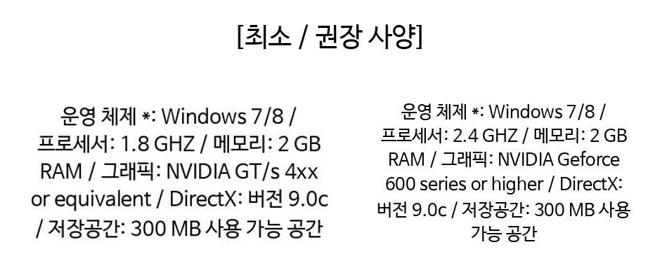 [최소 / 권장 사양]
운영 체제 *: Windows 7/8 /
프로세서: 1.8 GHZ / 메모리: 2 GB
RAM / 그래픽: NVIDIA GT/s 4xx
or equivalent / DirectX: 버전 9.0c
/ 저장공간: 300 MB 사용 가능 공간
운영 체제 *: Windows 7/8 /
프로세서: 2.4 GHZ / 메모리: 2 GB
RAM / 그래픽: NVIDIA Geforce
600 series or higher / DirectX:
버전 9.0c / 저장공간: 300 MB 사용
가능 공간